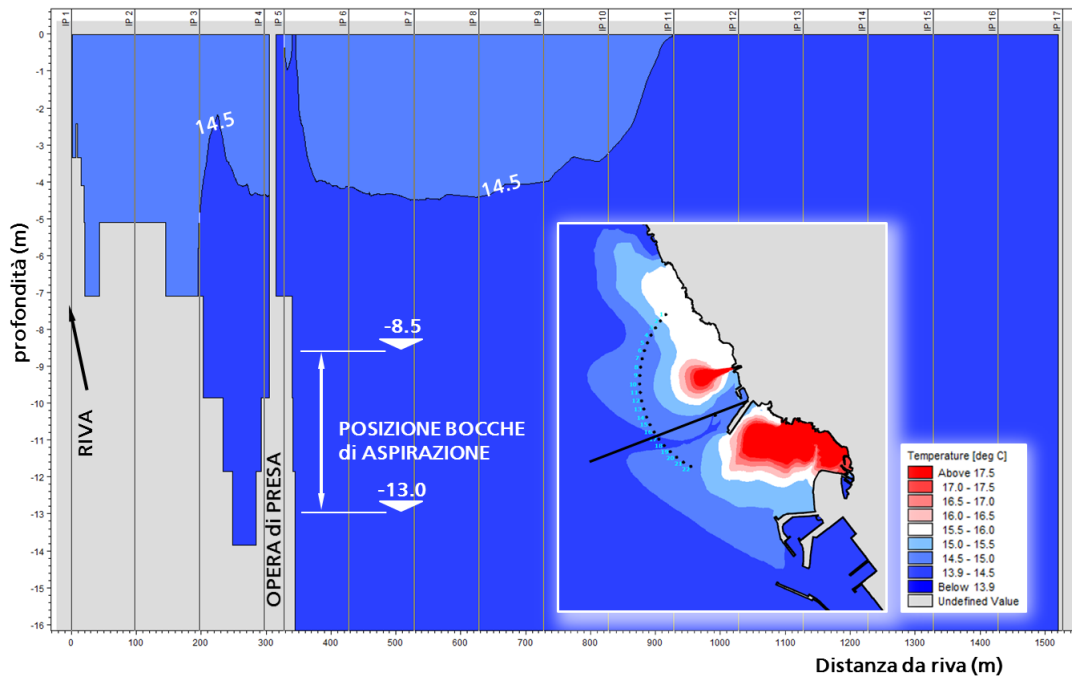 IP 1 IP 2 IP 3 IP 4 IP 5 IP 6 IP 7 IP 8 IP 9 IP 10 IP 11 IP 12 IP 13 IP 14 IP 15 IP 16 IP 17
profondità (m)
0
-1
-2
-3
-4
-5
-6
-7
-8
-9
-10
-11
-12
-13
-14
-15
-16
14.5
14.5
-8.5
POSIZIONE BOCCHE
di ASPIRAZIONE
-13.0
RIVA
OPERA di PRESA
Temperature [deg C]
Above 17.5
17.0 - 17.5
16.5 - 17.0
16.0 - 16.5
15.5 - 16.0
15.0 - 15.5
14.5 - 15.0
13.9 - 14.5
Below 13.9
Undefined Value
0 100 200 300 400 500 600 700 800 900 1000 1100 1200 1300 1400 1500
Distanza da riva (m)